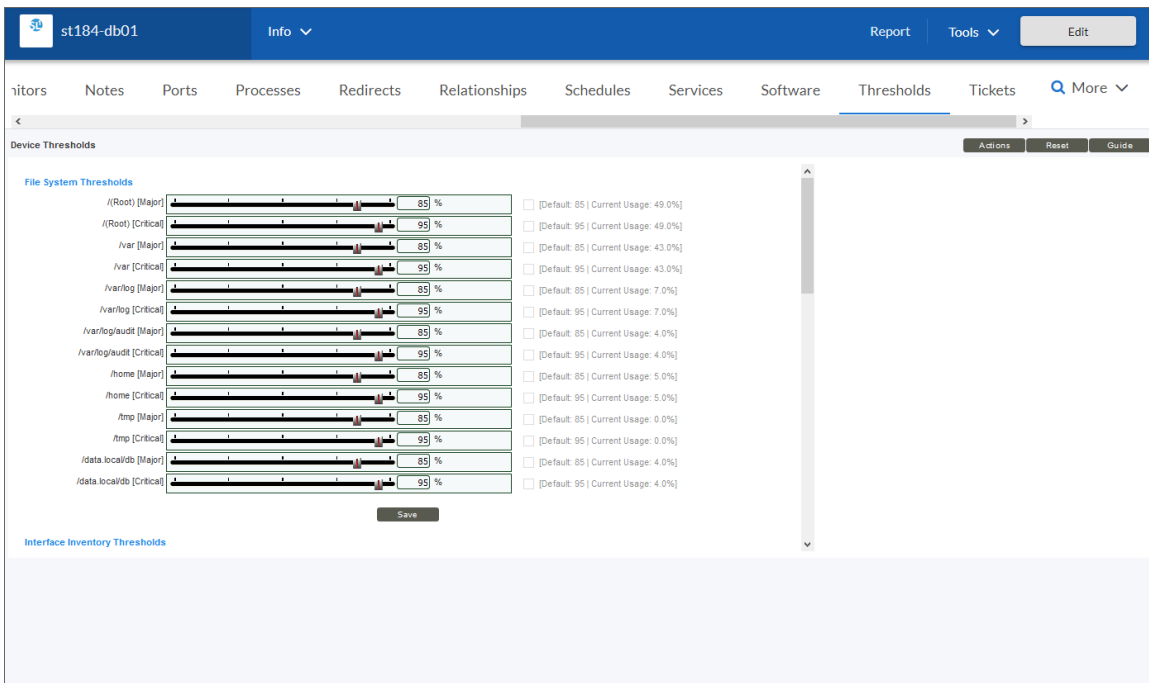 st184-db01 Info Report Tools Edit
nitors Notes Ports Processes Redirects Relationships Schedules Services Software Thresholds Tickets More
Device Thresholds Actions Reset Guide
File System Thresholds
/(Root) [Major] 85 % [Default: 85 | Current Usage: 49.0%]
/(Root) [Critical] 95 % [Default: 95 | Current Usage: 49.0%]
/var [Major] 85 % [Default: 85 | Current Usage: 43.0%]
/var [Critical] 95 % [Default: 95 | Current Usage: 43.0%]
/var/log [Major] 85 % [Default: 85 | Current Usage: 7.0%]
/var/log [Critical] 95 % [Default: 95 | Current Usage: 7.0%]
/var/log/audit [Major] 85 % [Default: 85 | Current Usage: 4.0%]
/var/log/audit [Critical] 95 % [Default: 95 | Current Usage: 4.0%]
/home [Major] 85 % [Default: 85 | Current Usage: 5.0%]
/home [Critical] 95 % [Default: 95 | Current Usage: 5.0%]
/tmp [Major] 85 % [Default: 85 | Current Usage: 0.0%]
/tmp [Critical] 95 % [Default: 95 | Current Usage: 0.0%]
/data.local/db [Major] 85 % [Default: 85 | Current Usage: 4.0%]
/data.local/db [Critical] 95 % [Default: 95 | Current Usage: 4.0%]
Save
Interface Inventory Thresholds